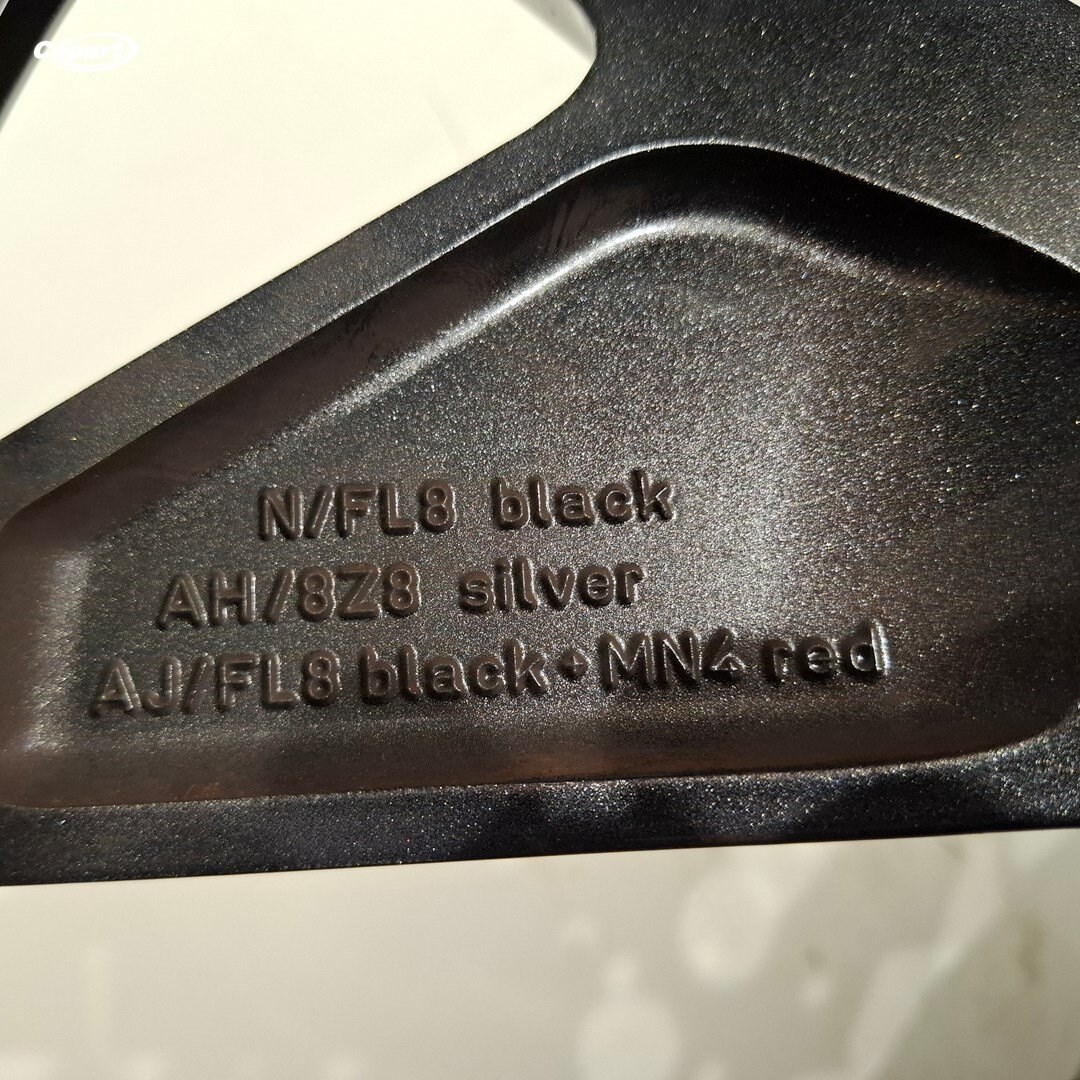 N/FL8 black
AH/8Z8 silver
AJ/FL8 black+MN4 red